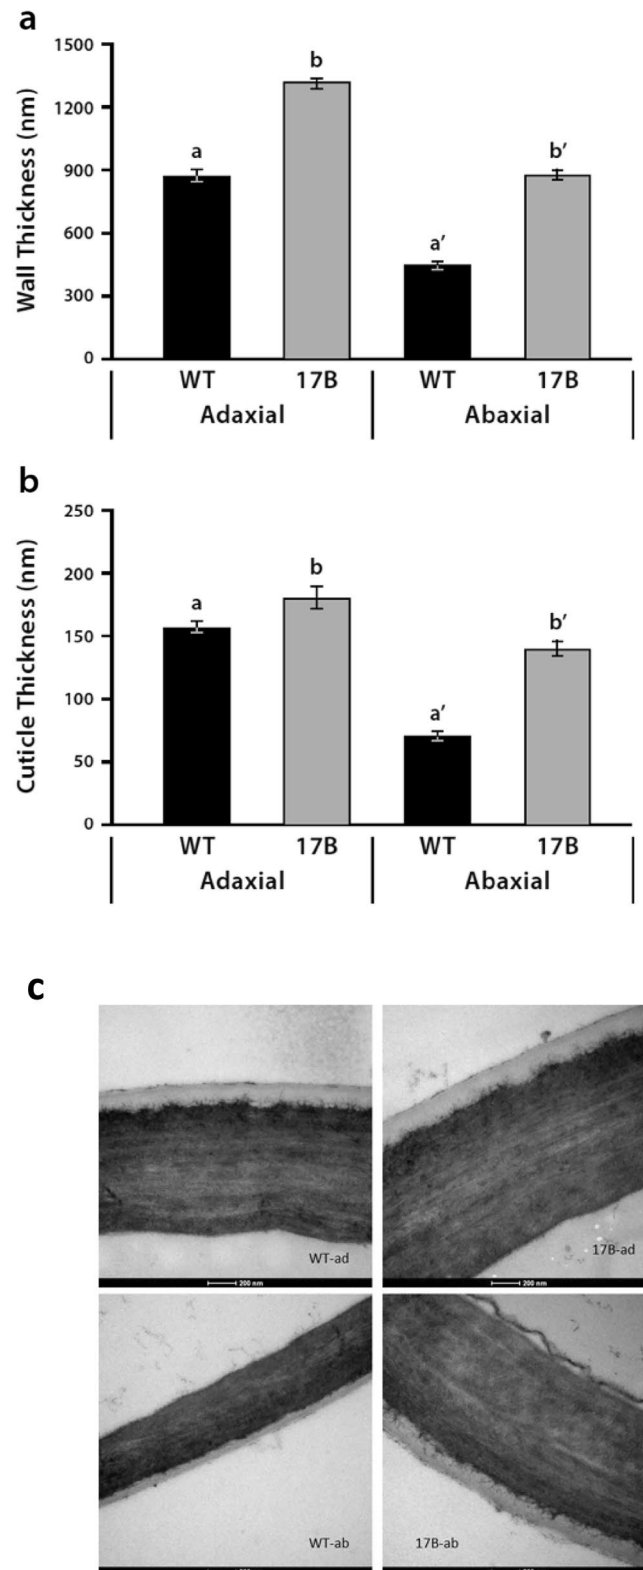 a
Wall Thickness (nm)
1500
1200
900
600
300
0
a
b
a′
b′
WT 17B WT 17B
Adaxial Abaxial
b
Cuticle Thickness (nm)
250
200
150
100
50
0
a
b
a′
b′
WT 17B WT 17B
Adaxial Abaxial
c
WT-ad
200 nm
17B-ad
200 nm
WT-ab
17B-ab